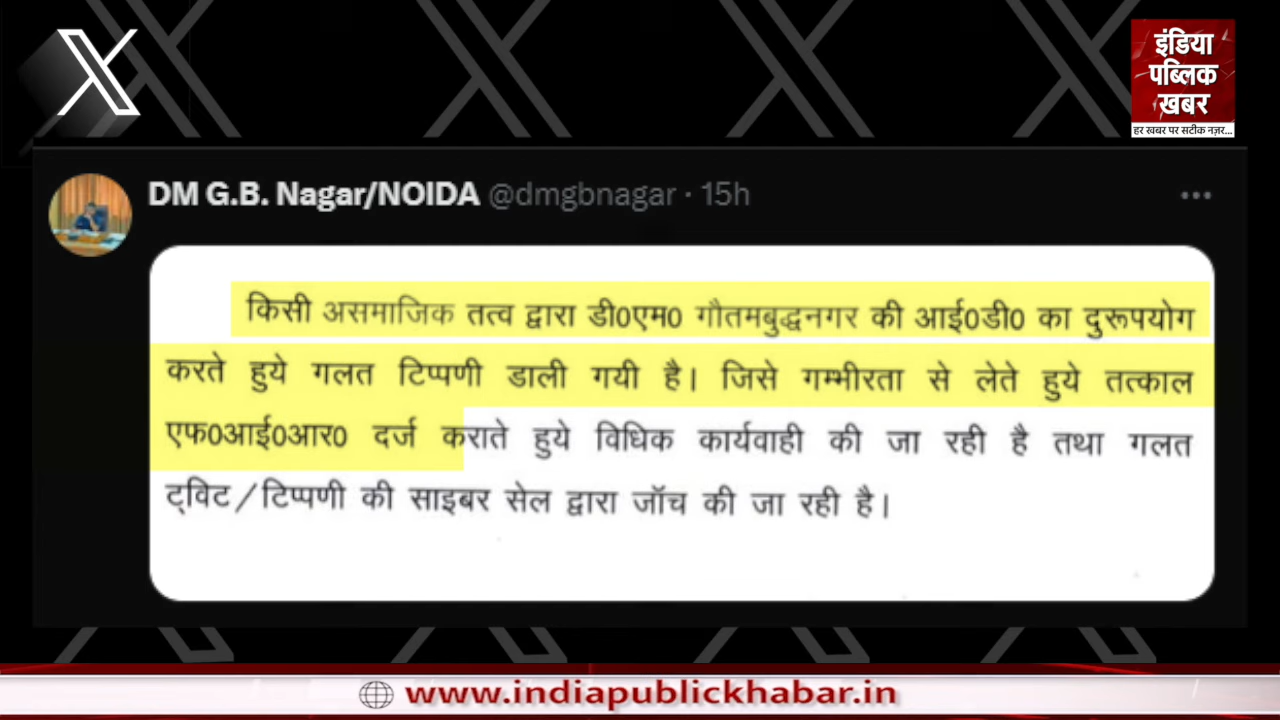 इंडिया
पब्लिक
खबर
हर खबर पर सटीक नज़र...
DM G.B. Nagar/NOIDA @dmgbnagar · 15h
किसी असमाजिक तत्व द्वारा डी0एम0 गौतमबुद्धनगर की आई0डी0 का दुरूपयोग
करते हुये गलत टिप्पणी डाली गयी है। जिसे गम्भीरता से लेते हुये तत्काल
एफ0आई0आर0 दर्ज कराते हुये विधिक कार्यवाही की जा रही है तथा गलत
ट्विट/टिप्पणी की साइबर सेल द्वारा जॉच की जा रही है।
www.indiapublickhabar.in